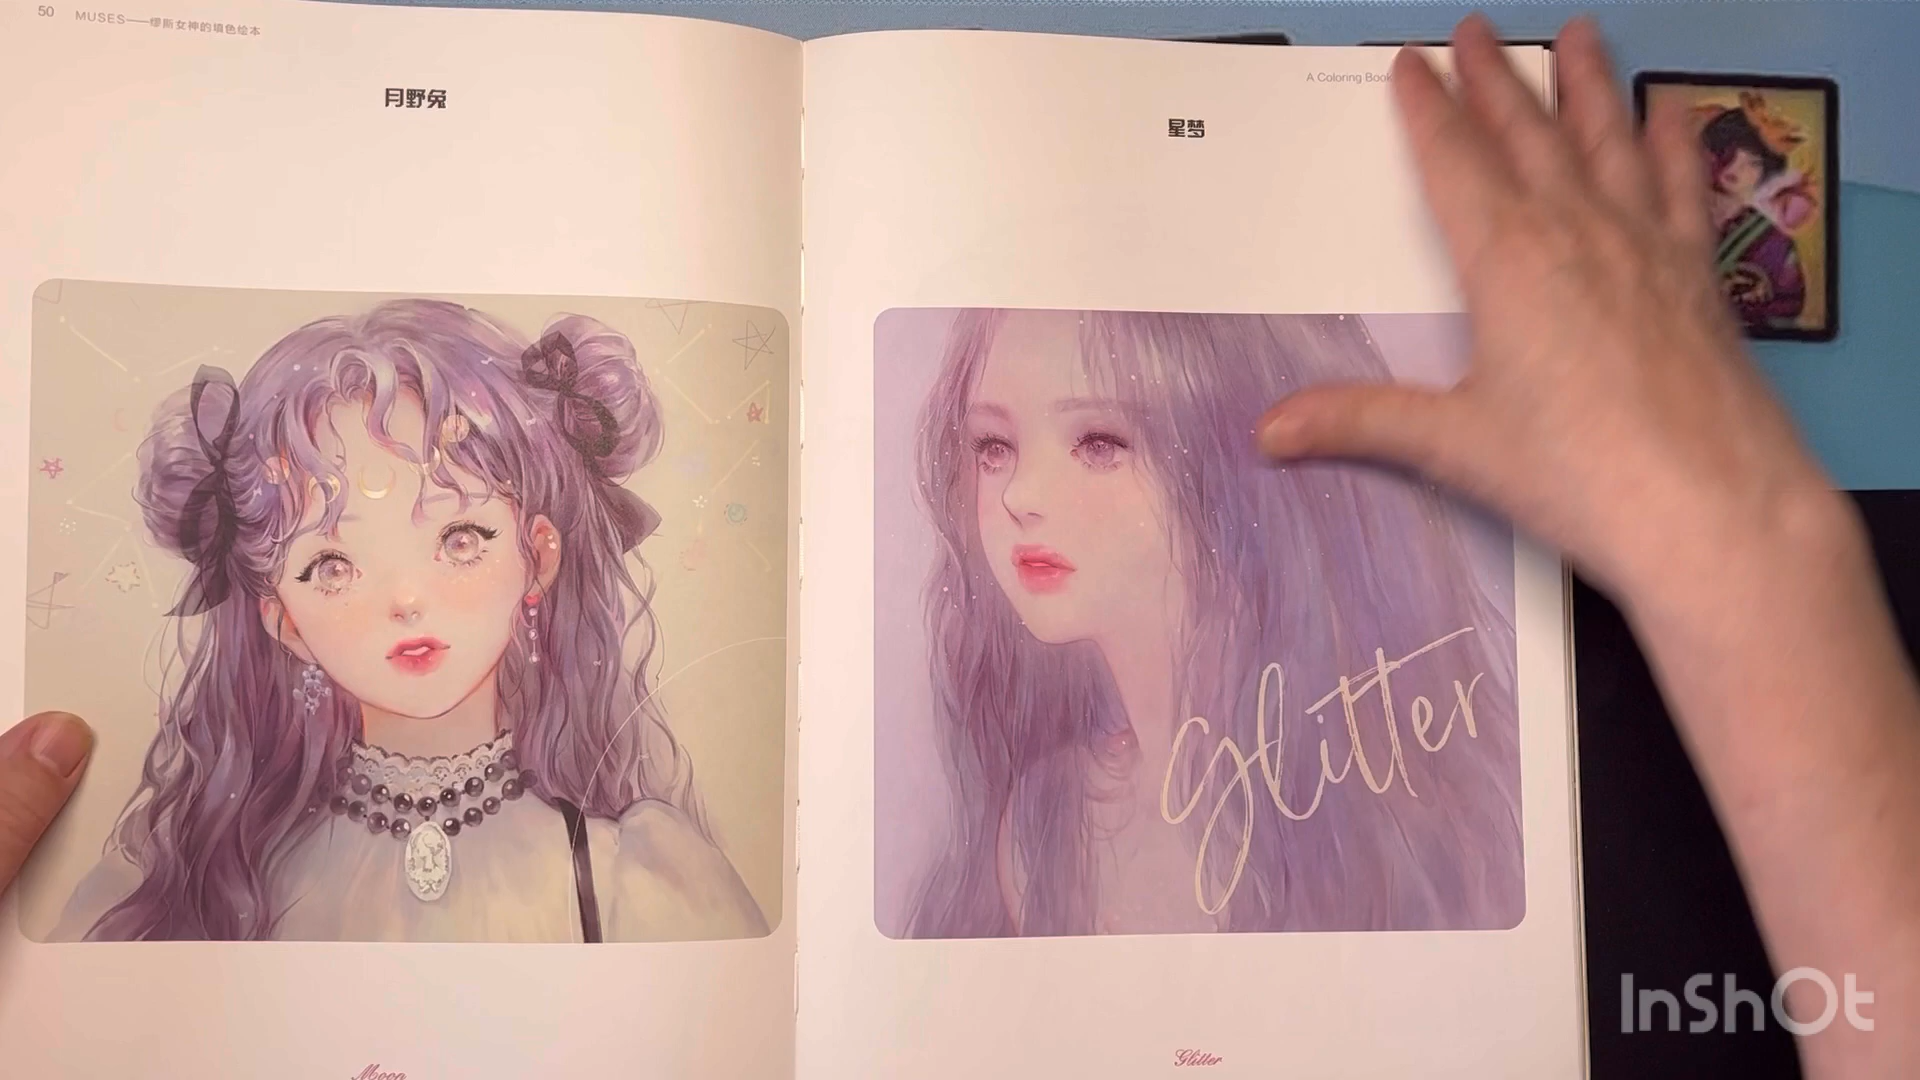 50 MUSES——缪斯女神的填色绘本
月野兔
Moon
A Coloring Book
星梦
Glitter
Glitter
InShOt